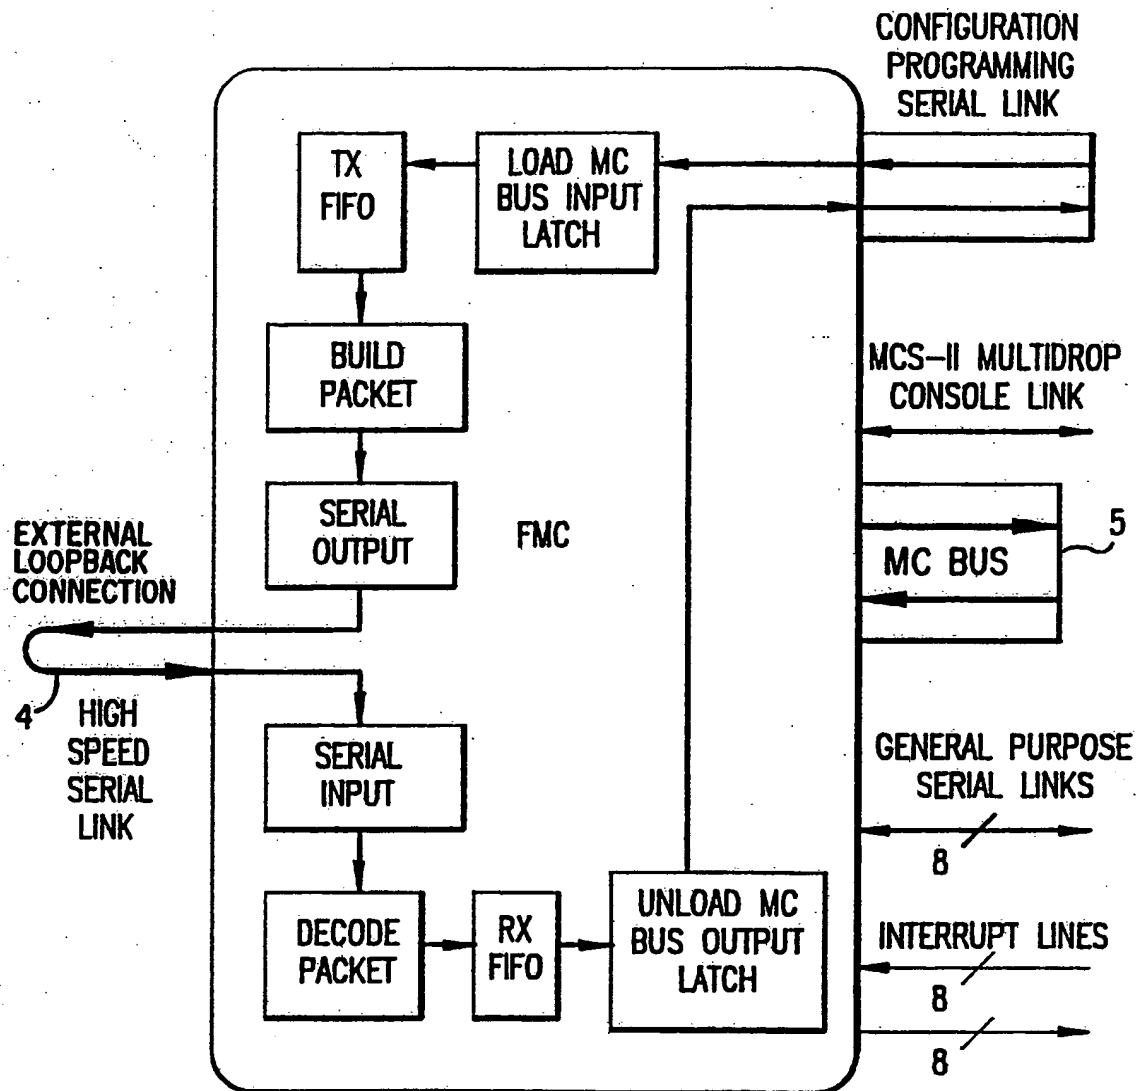 CONFIGURATION
PROGRAMMING
SERIAL LINK
TX
FIFO
LOAD MC
BUS INPUT
LATCH
BUILD
PACKET
MCS-II MULTIDROP
CONSOLE LINK
SERIAL
OUTPUT
FMC
MC BUS
5
EXTERNAL
LOOPBACK
CONNECTION
4
HIGH
SPEED
SERIAL
LINK
SERIAL
INPUT
GENERAL PURPOSE
SERIAL LINKS
8
DECODE
PACKET
RX
FIFO
UNLOAD MC
BUS OUTPUT
LATCH
INTERRUPT LINES
8
8